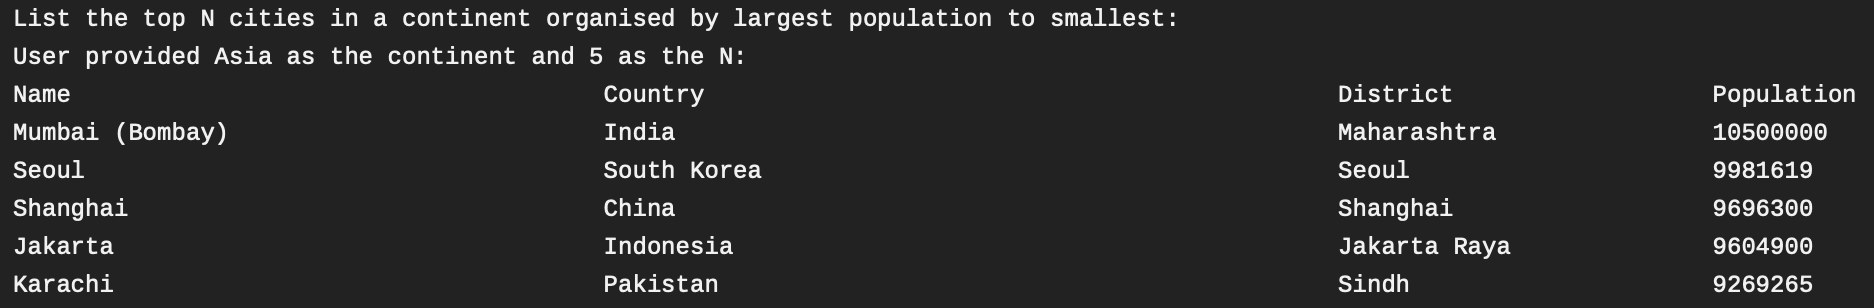 List the top N cities in a continent organised by largest population to smallest:
User provided Asia as the continent and 5 as the N:
Name Country District Population
Mumbai (Bombay) India Maharashtra 10500000
Seoul South Korea Seoul 9981619
Shanghai China Shanghai 9696300
Jakarta Indonesia Jakarta Raya 9604900
Karachi Pakistan Sindh 9269265